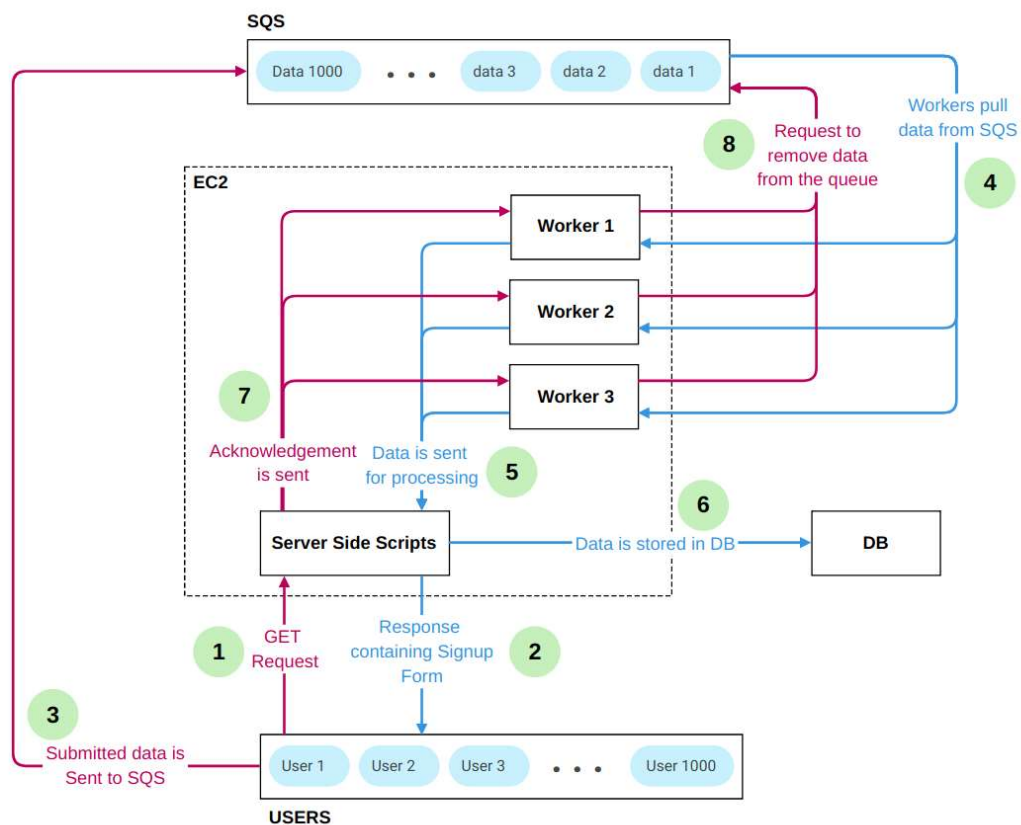 SQS
Data 1000
data 3
data 2
data 1
Workers pull
data from SQS
4
8
Request to
remove data
from the queue
EC2
Worker 1
Worker 2
Worker 3
7
Acknowledgement
is sent
Data is sent
for processing
5
6
Server Side Scripts
Data is stored in DB
DB
1
GET
Request
Response
containing Signup
Form
2
3
Submitted data is
Sent to SQS
User 1
User 2
User 3
User 1000
USERS